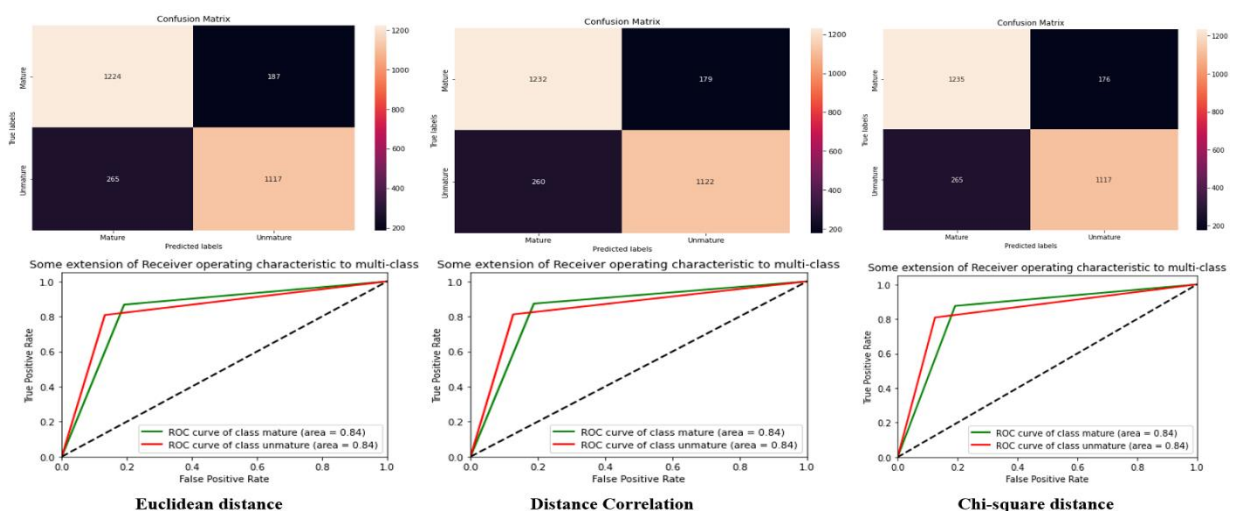 Confusion Matrix
Mature
Unmature
True labels
1224
187
265
1117
Mature
Unmature
Predicted labels
1200
1000
800
600
400
200
Confusion Matrix
Mature
Unmature
True labels
1232
179
260
1122
Mature
Unmature
Predicted labels
1200
1000
800
600
400
200
Confusion Matrix
Mature
Unmature
True labels
1235
176
265
1117
Mature
Unmature
Predicted labels
1200
1000
800
600
400
200
Some extension of Receiver operating characteristic to multi-class
True Positive Rate
1.0
0.8
0.6
0.4
0.2
0.0
ROC curve of class mature (area = 0.84)
ROC curve of class unmature (area = 0.84)
0.0 0.2 0.4 0.6 0.8 1.0
False Positive Rate
Euclidean distance
Some extension of Receiver operating characteristic to multi-class
True Positive Rate
1.0
0.8
0.6
0.4
0.2
0.0
ROC curve of class mature (area = 0.84)
ROC curve of class unmature (area = 0.84)
0.0 0.2 0.4 0.6 0.8 1.0
False Positive Rate
Distance Correlation
Some extension of Receiver operating characteristic to multi-class
True Positive Rate
1.0
0.8
0.6
0.4
0.2
0.0
ROC curve of class mature (area = 0.84)
ROC curve of class unmature (area = 0.84)
0.0 0.2 0.4 0.6 0.8 1.0
False Positive Rate
Chi-square distance